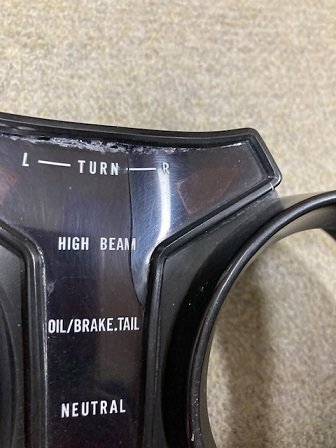 L — TURN — R
HIGH BEAM
OIL/BRAKE.TAIL
NEUTRAL